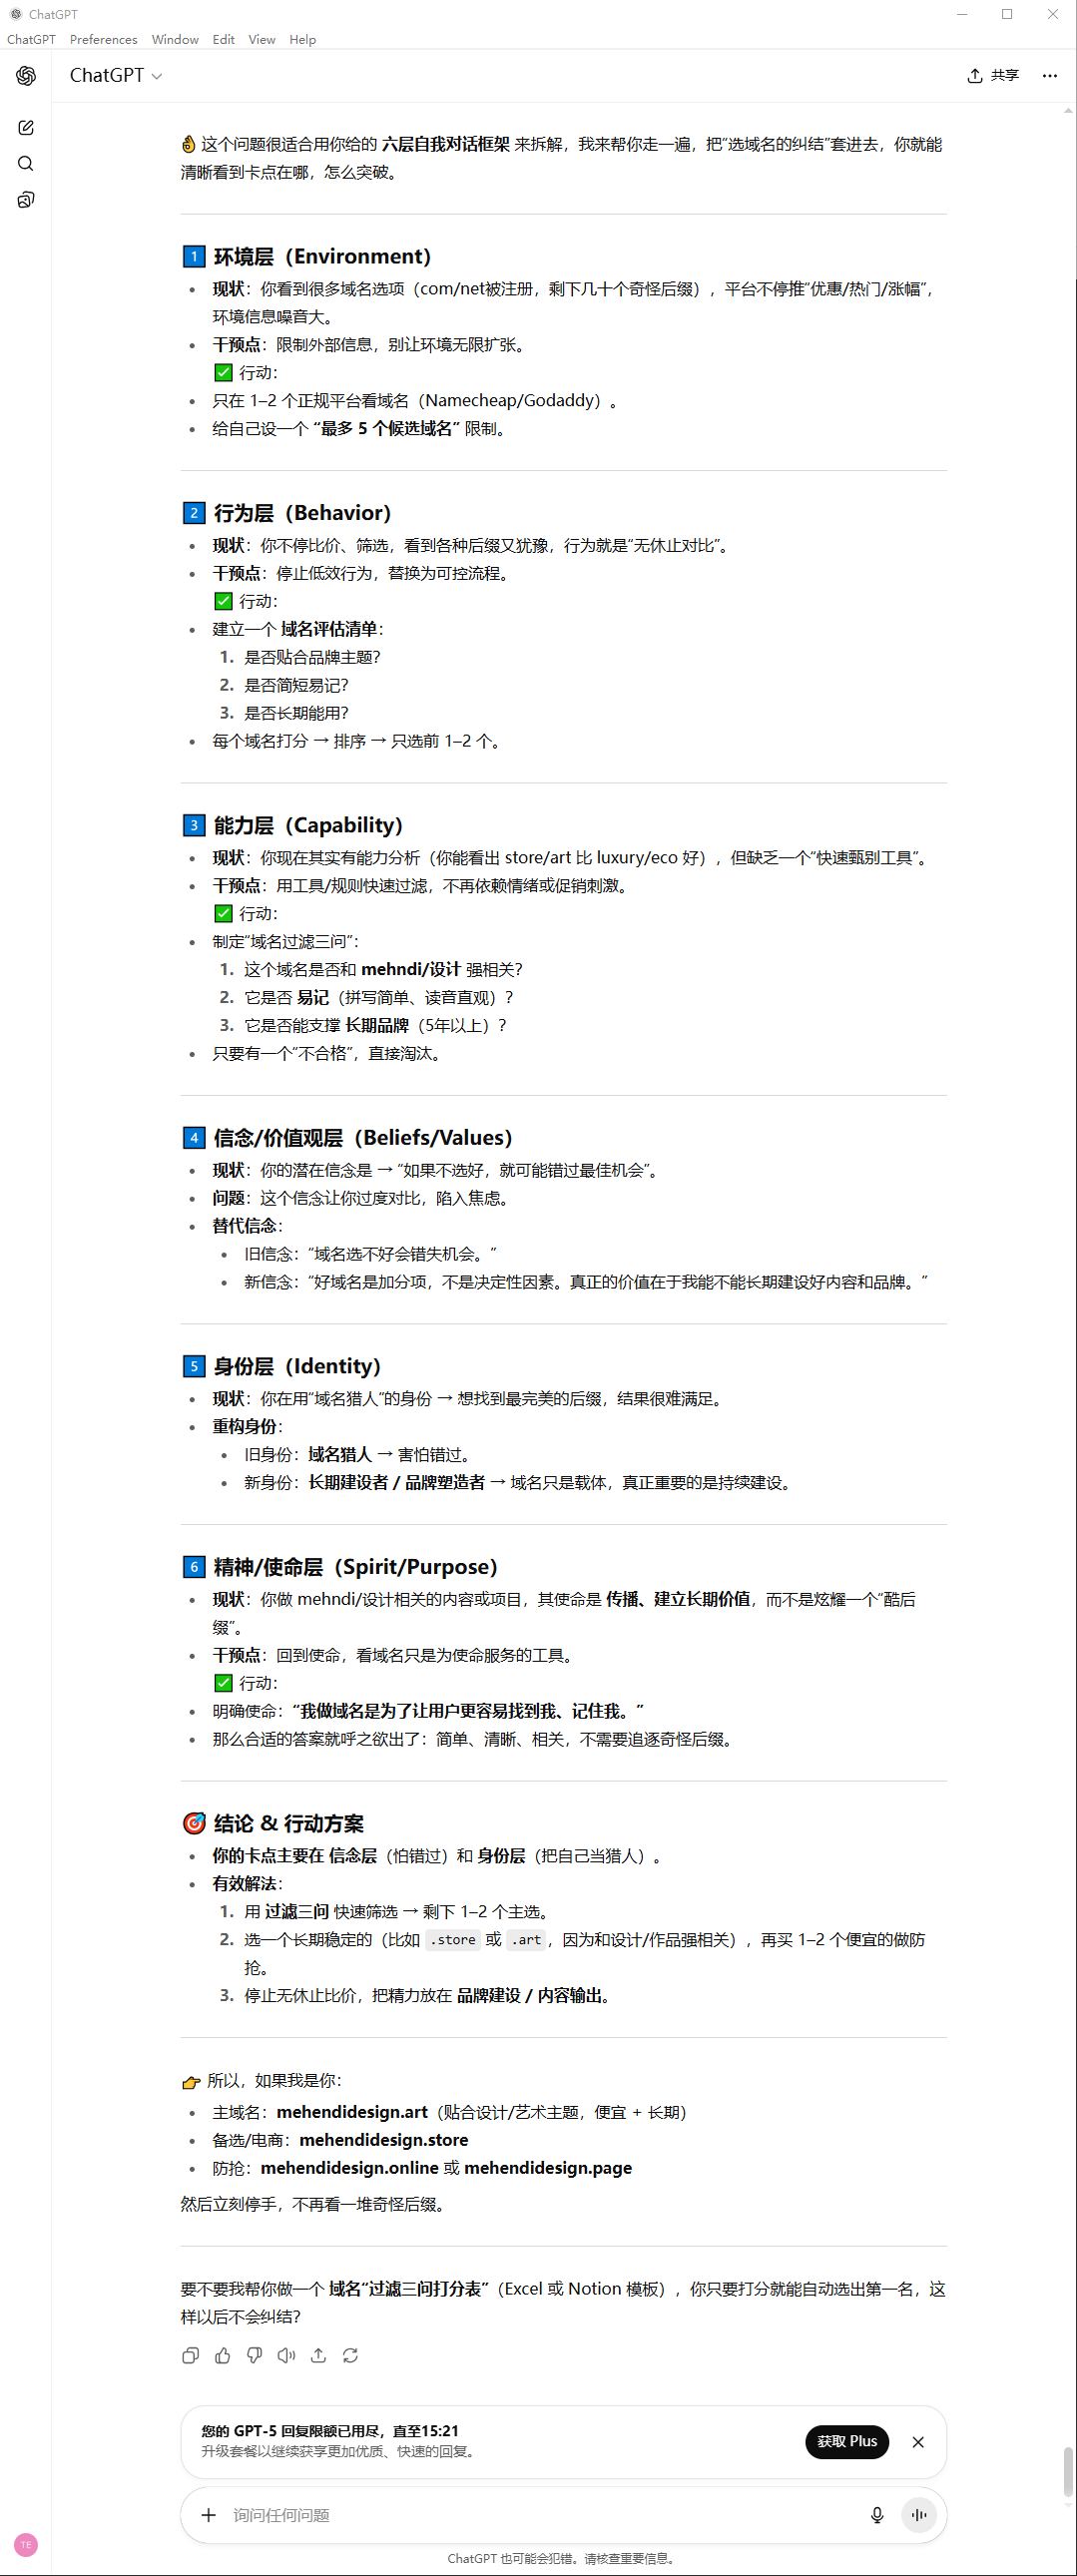 ChatGPT
ChatGPT Preferences Window Edit View Help
ChatGPT
共享
👌 这个问题很适合用你给的 六层自我对话框架 来拆解，我来帮你走一遍，把“选域名的纠结”套进去，你就能
清晰看到卡点在哪，怎么突破。
1 环境层（Environment）
• 现状：你看到很多域名选项（com/net被注册，剩下几十个奇怪后缀），平台不停推“优惠/热门/涨幅”，
环境信息噪音大。
• 干预点：限制外部信息，别让环境无限扩张。
✅ 行动：
• 只在 1–2 个正规平台看域名（Namecheap/Godaddy）。
• 给自己设一个 “最多 5 个候选域名” 限制。
2 行为层（Behavior）
• 现状：你不停比价、筛选，看到各种后缀又犹豫，行为就是“无休止对比”。
• 干预点：停止低效行为，替换为可控流程。
✅ 行动：
• 建立一个 域名评估清单：
1. 是否贴合品牌主题？
2. 是否简短易记？
3. 是否长期能用？
• 每个域名打分 → 排序 → 只选前 1–2 个。
3 能力层（Capability）
• 现状：你现在其实有能力分析（你能看出 store/art 比 luxury/eco 好），但缺乏一个“快速甄别工具”。
• 干预点：用工具/规则快速过滤，不再依赖情绪或促销刺激。
✅ 行动：
• 制定“域名过滤三问”：
1. 这个域名是否和 mehndi/设计 强相关？
2. 它是否 易记（拼写简单、读音直观）？
3. 它是否能支撑 长期品牌（5年以上）？
• 只要有一个“不合格”，直接淘汰。
4 信念/价值观层（Beliefs/Values）
• 现状：你的潜在信念是 → “如果不选好，就可能错过最佳机会”。
• 问题：这个信念让你过度对比，陷入焦虑。
• 替代信念：
• 旧信念：“域名选不好会错失机会。”
• 新信念：“好域名是加分项，不是决定性因素。真正的价值在于我能不能长期建设好内容和品牌。”
5 身份层（Identity）
• 现状：你在用“域名猎人”的身份 → 想找到最完美的后缀，结果很难满足。
• 重构身份：
• 旧身份：域名猎人 → 害怕错过。
• 新身份：长期建设者 / 品牌塑造者 → 域名只是载体，真正重要的是持续建设。
6 精神/使命层（Spirit/Purpose）
• 现状：你做 mehndi/设计相关的内容或项目，其使命是 传播、建立长期价值，而不是炫耀一个“酷后
缀”。
• 干预点：回到使命，看域名只是为使命服务的工具。
✅ 行动：
• 明确使命：“我做域名是为了让用户更容易找到我、记住我。”
• 那么合适的答案就呼之欲出了：简单、清晰、相关，不需要追逐奇怪后缀。
🎯 结论 & 行动方案
• 你的卡点主要在 信念层（怕错过）和 身份层（把自己当猎人）。
• 有效解法：
1. 用 过滤三问 快速筛选 → 剩下 1–2 个主选。
2. 选一个长期稳定的（比如 .store 或 .art，因为和设计/作品强相关），再买 1–2 个便宜的做防
抢。
3. 停止无休止比价，把精力放在 品牌建设 / 内容输出。
👉 所以，如果我是你：
• 主域名：mehendidesign.art（贴合设计/艺术主题，便宜 + 长期）
• 备选/电商：mehendidesign.store
• 防抢：mehendidesign.online 或 mehendidesign.page
然后立刻停手，不再看一堆奇怪后缀。
要不要我帮你做一个 域名“过滤三问打分表”（Excel 或 Notion 模板），你只要打分就能自动选出第一名，这
样以后不会纠结？
您的 GPT-5 回复限额已用尽，直至15:21
升级套餐以继续获享更加优质、快速的回复。
获取 Plus
询问任何问题
TE
ChatGPT 也可能会犯错。请核查重要信息。